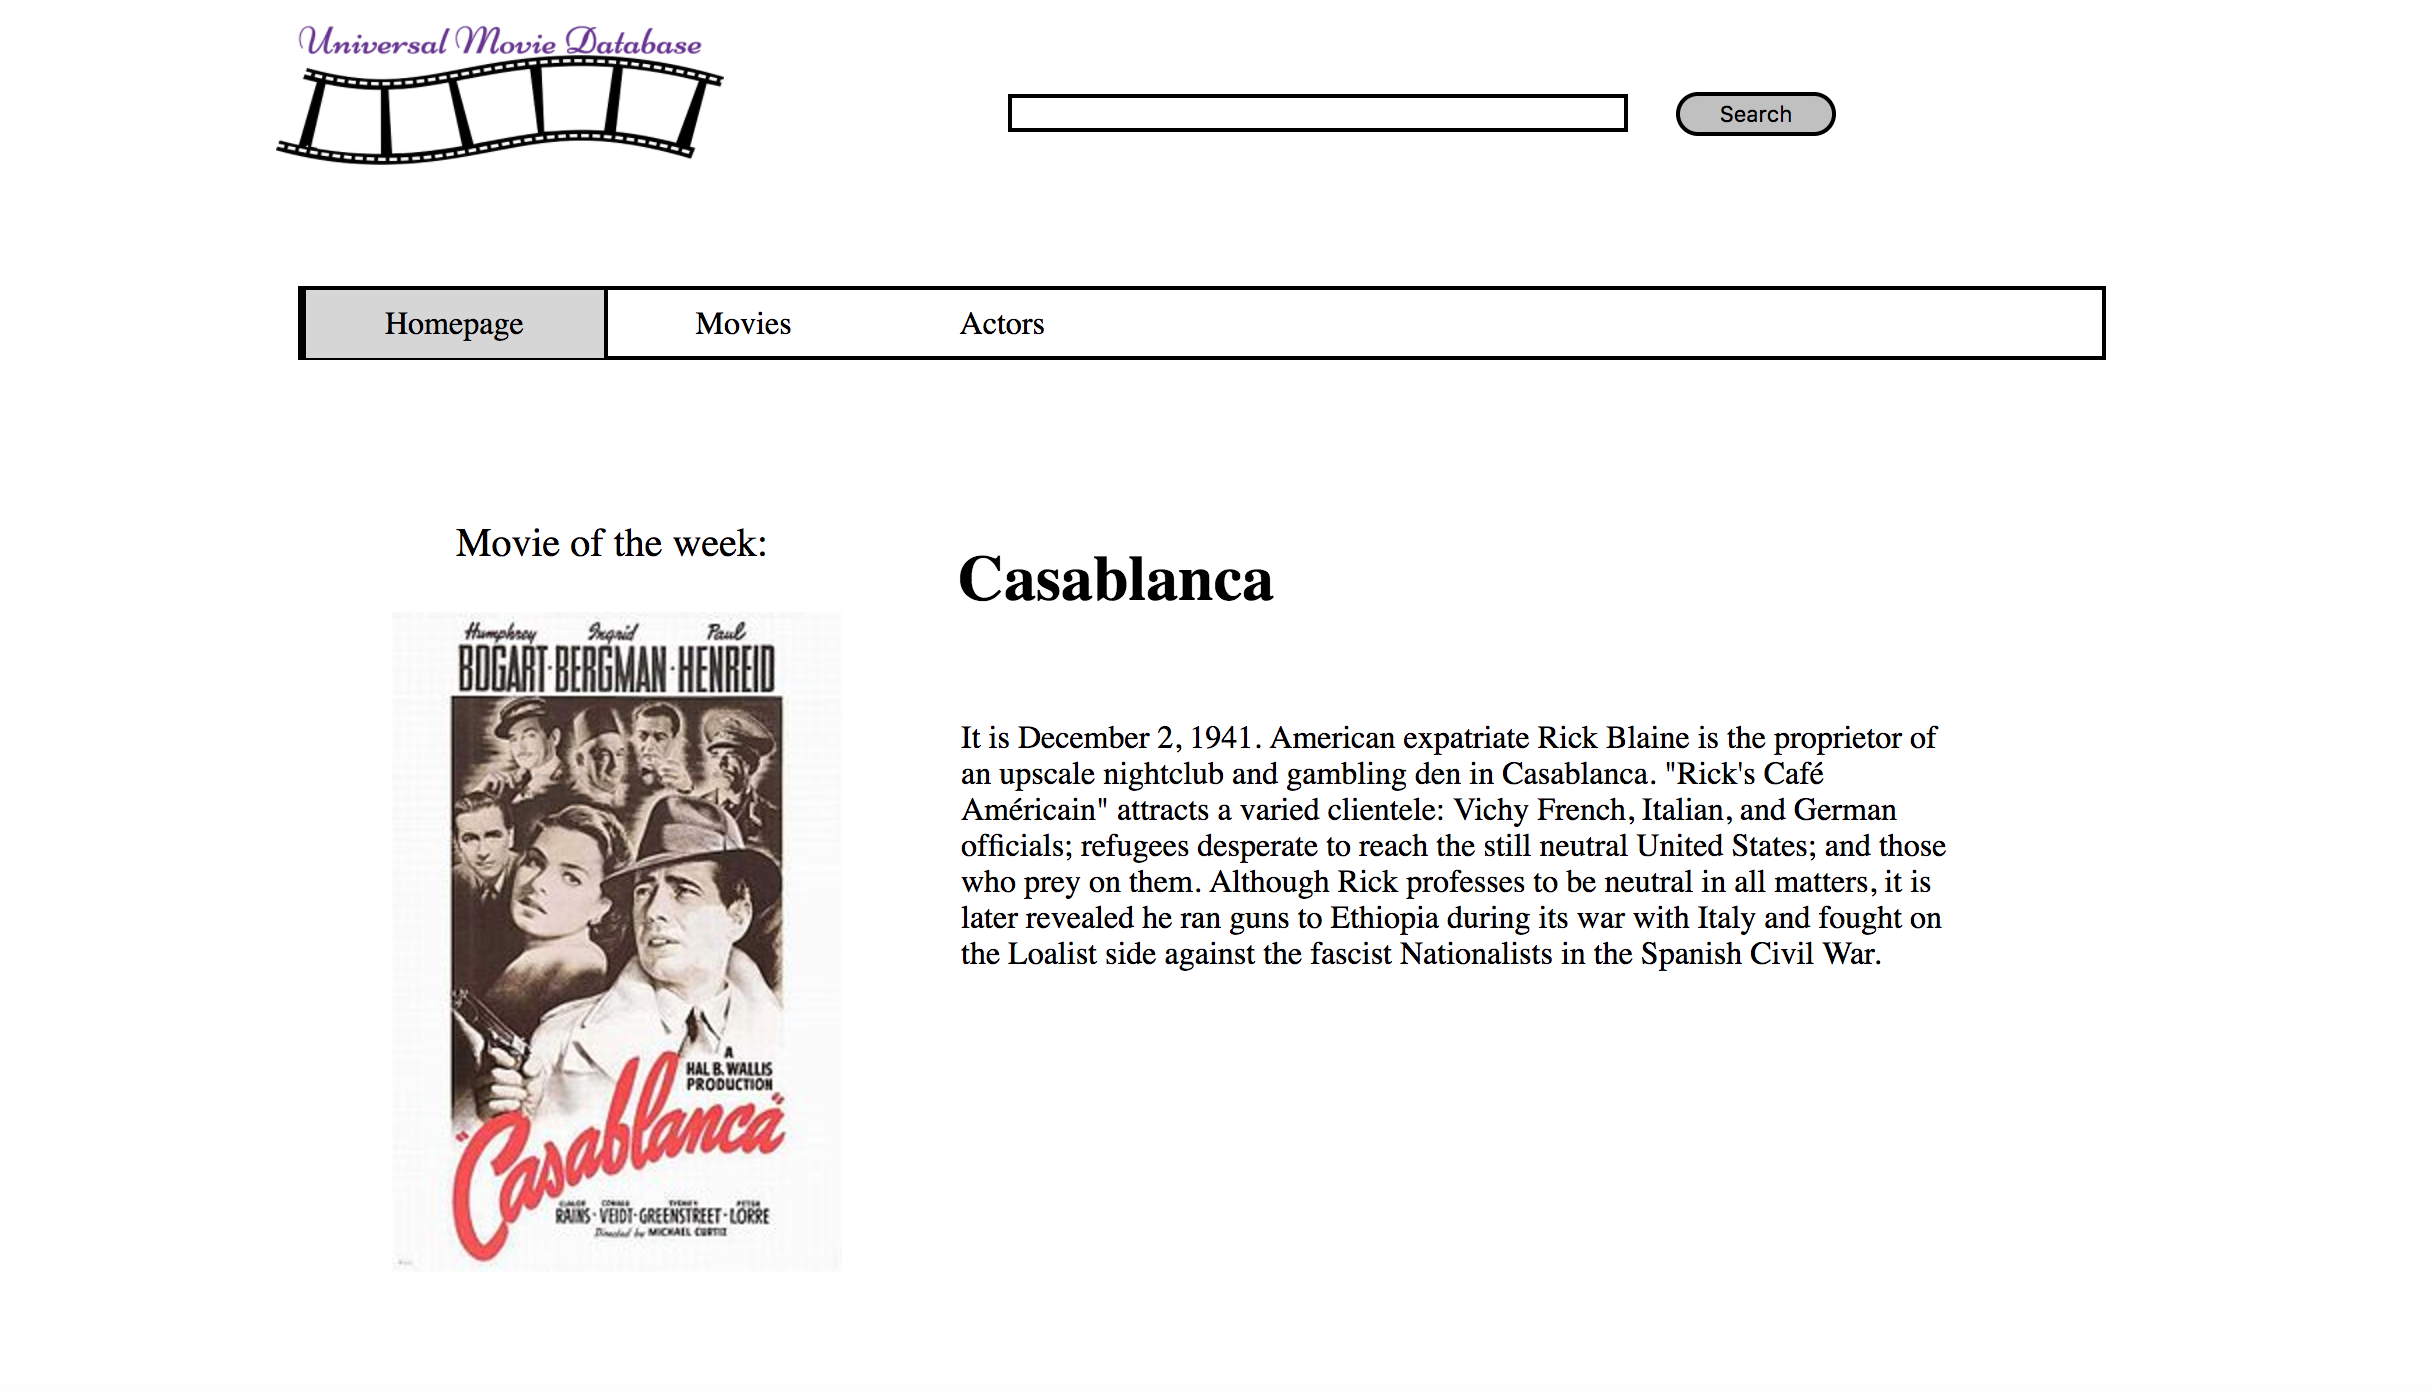 Universal Movie Database
Search
Homepage
Movies
Actors
Movie of the week:
Humphrey Ingrid Paul
BOGART·BERGMAN·HENREID
A
HAL B. WALLIS
PRODUCTION
"Casablanca"
CLAUDE CONRAD SYDNEY PETER
RAINS·VEIDT·GREENSTREET·LORRE
Directed by MICHAEL CURTIZ
Casablanca
It is December 2, 1941. American expatriate Rick Blaine is the proprietor of
an upscale nightclub and gambling den in Casablanca. "Rick's Café
Américain" attracts a varied clientele: Vichy French, Italian, and German
officials; refugees desperate to reach the still neutral United States; and those
who prey on them. Although Rick professes to be neutral in all matters, it is
later revealed he ran guns to Ethiopia during its war with Italy and fought on
the Loalist side against the fascist Nationalists in the Spanish Civil War.